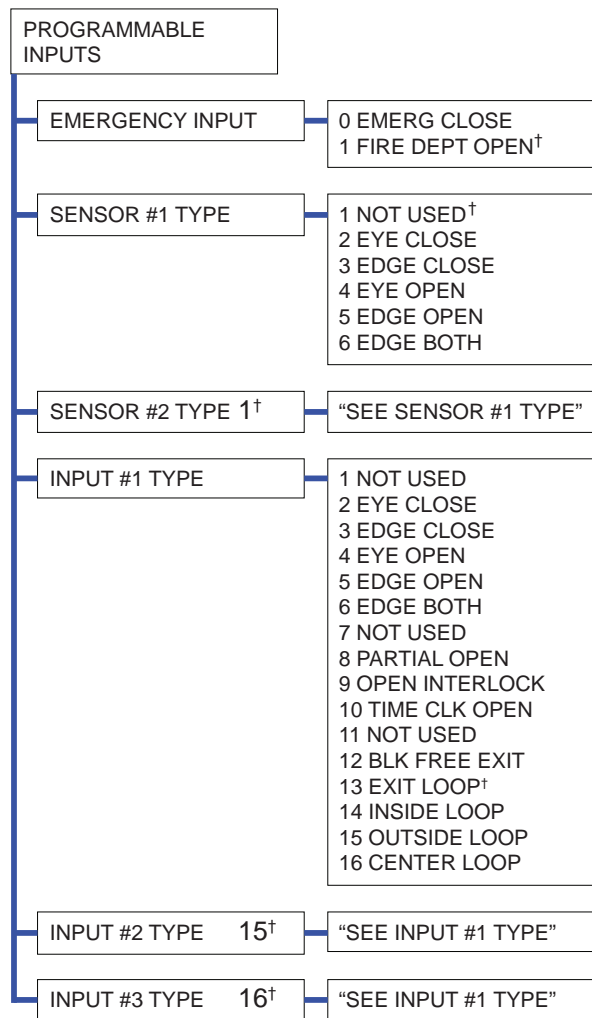 PROGRAMMABLE
INPUTS
EMERGENCY INPUT
0 EMERG CLOSE
1 FIRE DEPT OPEN†
SENSOR #1 TYPE
1 NOT USED†
2 EYE CLOSE
3 EDGE CLOSE
4 EYE OPEN
5 EDGE OPEN
6 EDGE BOTH
SENSOR #2 TYPE 1†
“SEE SENSOR #1 TYPE”
INPUT #1 TYPE
1 NOT USED
2 EYE CLOSE
3 EDGE CLOSE
4 EYE OPEN
5 EDGE OPEN
6 EDGE BOTH
7 NOT USED
8 PARTIAL OPEN
9 OPEN INTERLOCK
10 TIME CLK OPEN
11 NOT USED
12 BLK FREE EXIT
13 EXIT LOOP†
14 INSIDE LOOP
15 OUTSIDE LOOP
16 CENTER LOOP
INPUT #2 TYPE 15†
“SEE INPUT #1 TYPE”
INPUT #3 TYPE 16†
“SEE INPUT #1 TYPE”